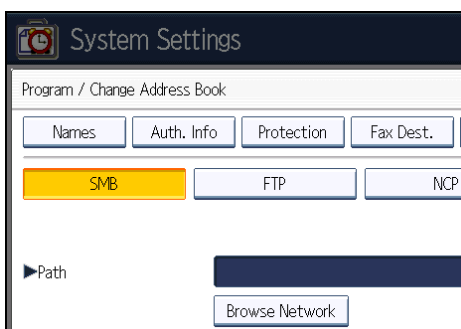 System Settings
Program / Change Address Book
Names Auth. Info Protection Fax Dest.
SMB FTP NCP
►Path
Browse Network